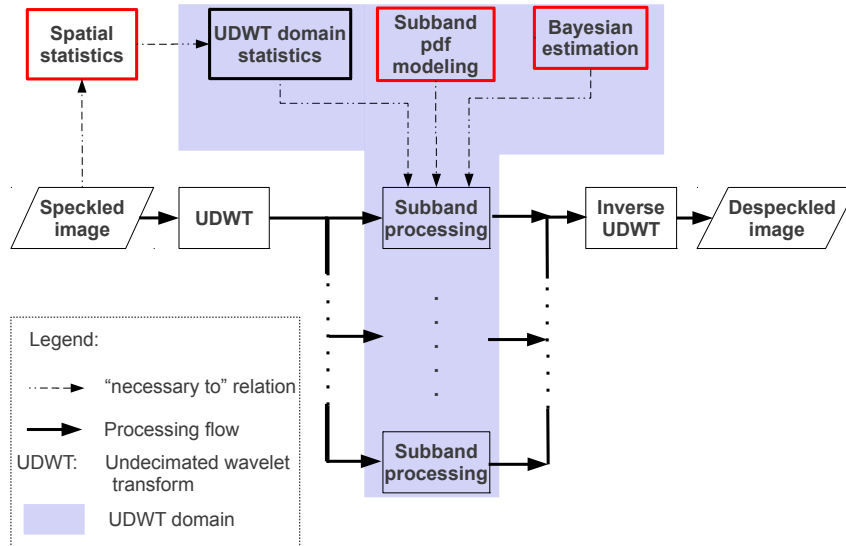 Spatial
statistics
UDWT domain
statistics
Subband
pdf
modeling
Bayesian
estimation
Speckled
image
UDWT
Subband
processing
Inverse
UDWT
Despeckled
image
Subband
processing
Legend:
“necessary to” relation
Processing flow
UDWT: Undecimated wavelet
transform
UDWT domain